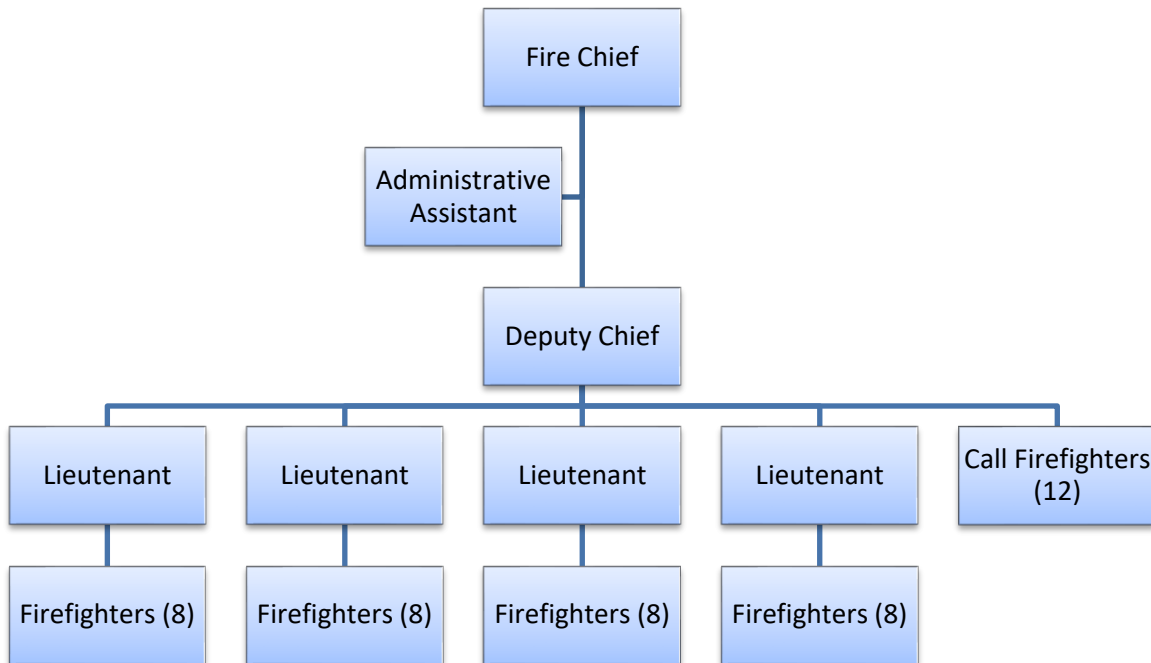 Fire Chief
Administrative
Assistant
Deputy Chief
Lieutenant
Lieutenant
Lieutenant
Lieutenant
Call Firefighters
(12)
Firefighters (8)
Firefighters (8)
Firefighters (8)
Firefighters (8)